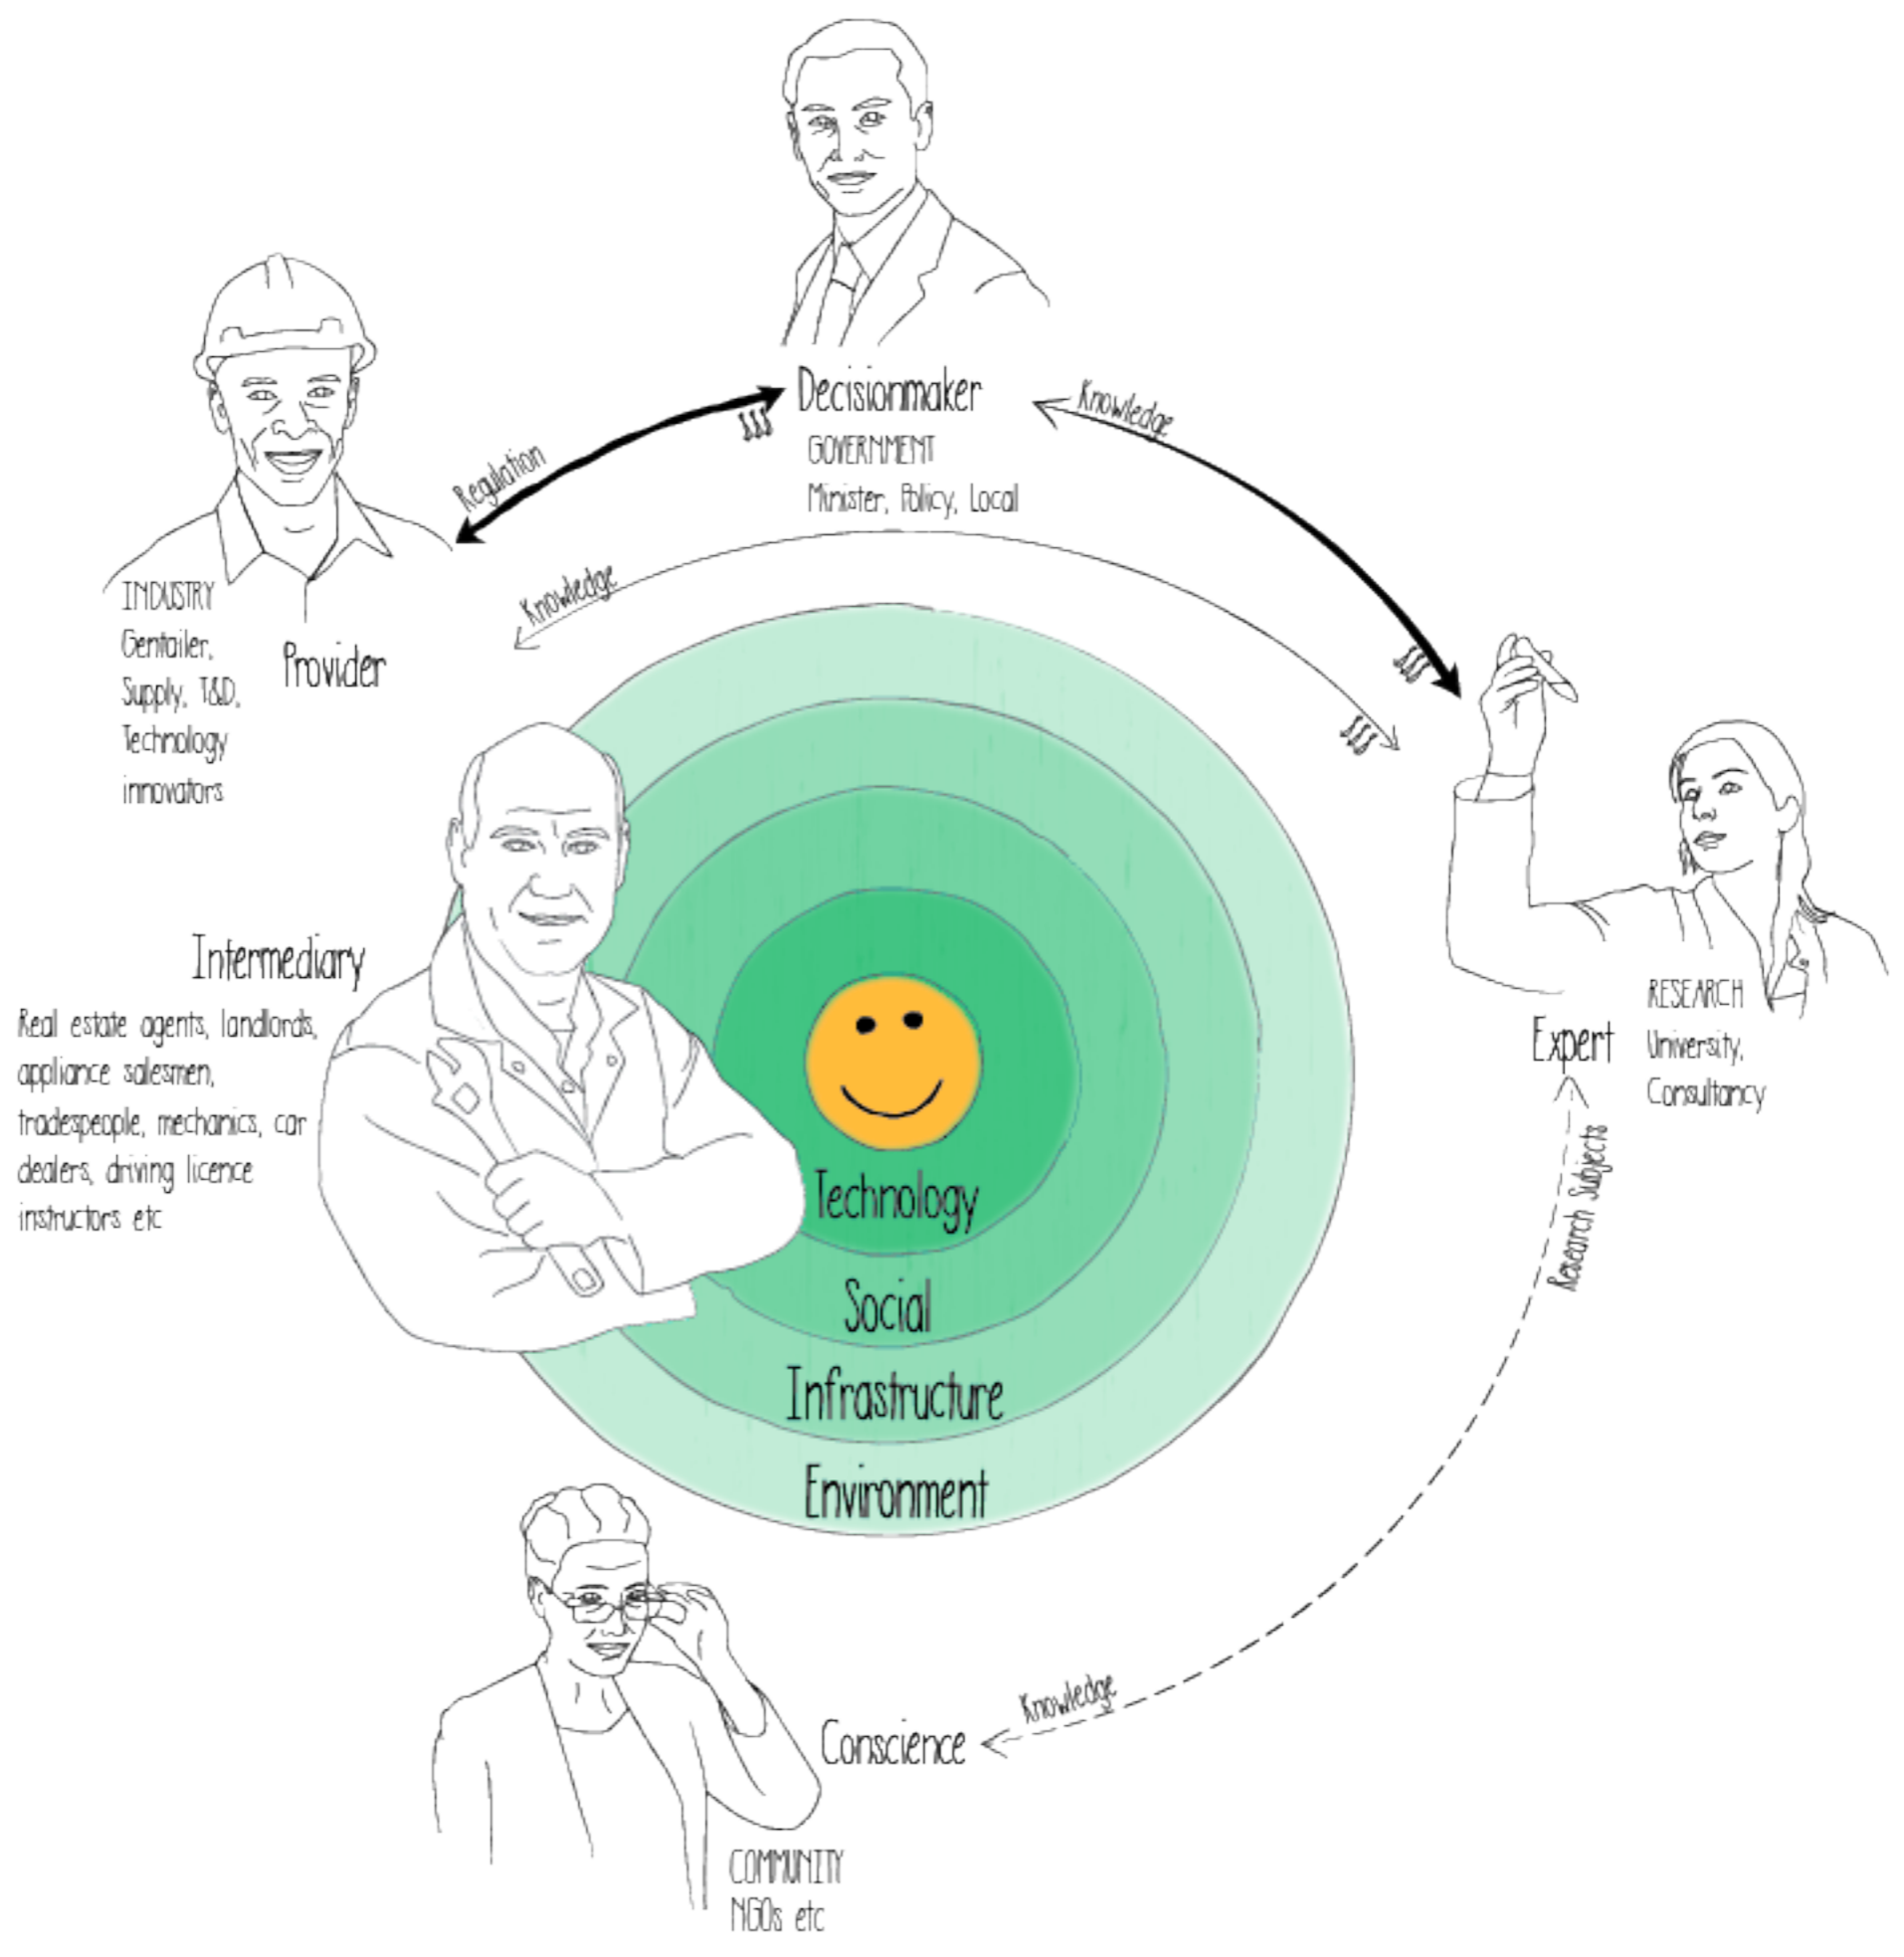 Decisionmaker
GOVERNMENT
Minister, Policy, Local
Regulation
$$$
Knowledge
$$$
Knowledge
$$$
INDUSTRY
Gentailer,
Supply, T&D,
Technology
innovators
Provider
Intermediary
Real estate agents, landlords,
appliance salesmen,
tradespeople, mechanics, car
dealers, driving licence
instructors etc
Expert
RESEARCH
University,
Consultancy
Research Subjects
Technology
Social
Infrastructure
Environment
Knowledge
Conscience
COMMUNITY
NGOs etc